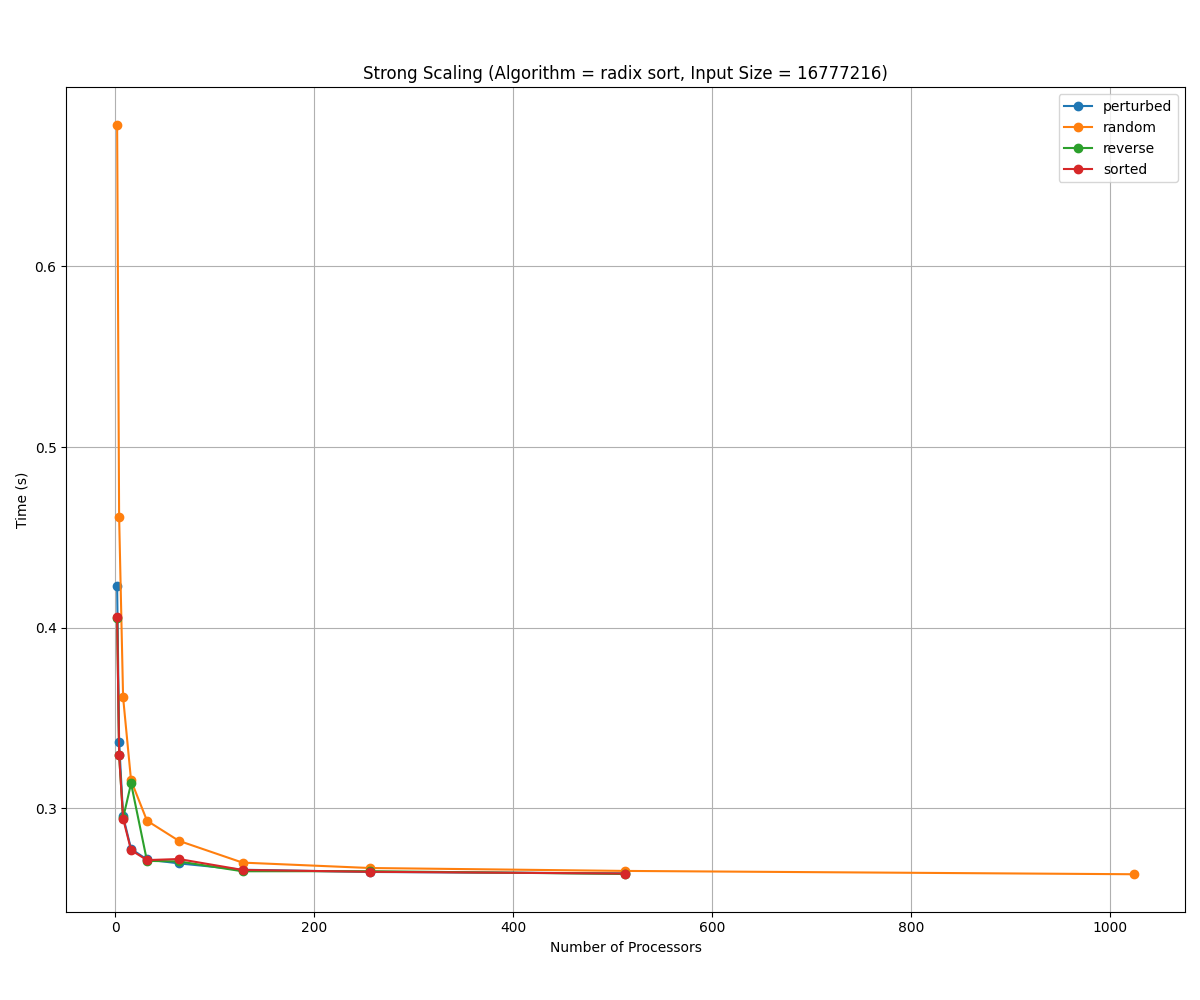 Strong Scaling (Algorithm = radix sort, Input Size = 16777216)
perturbed
random
reverse
sorted
0.6
0.5
0.4
0.3
Time (s)
0 200 400 600 800 1000
Number of Processors